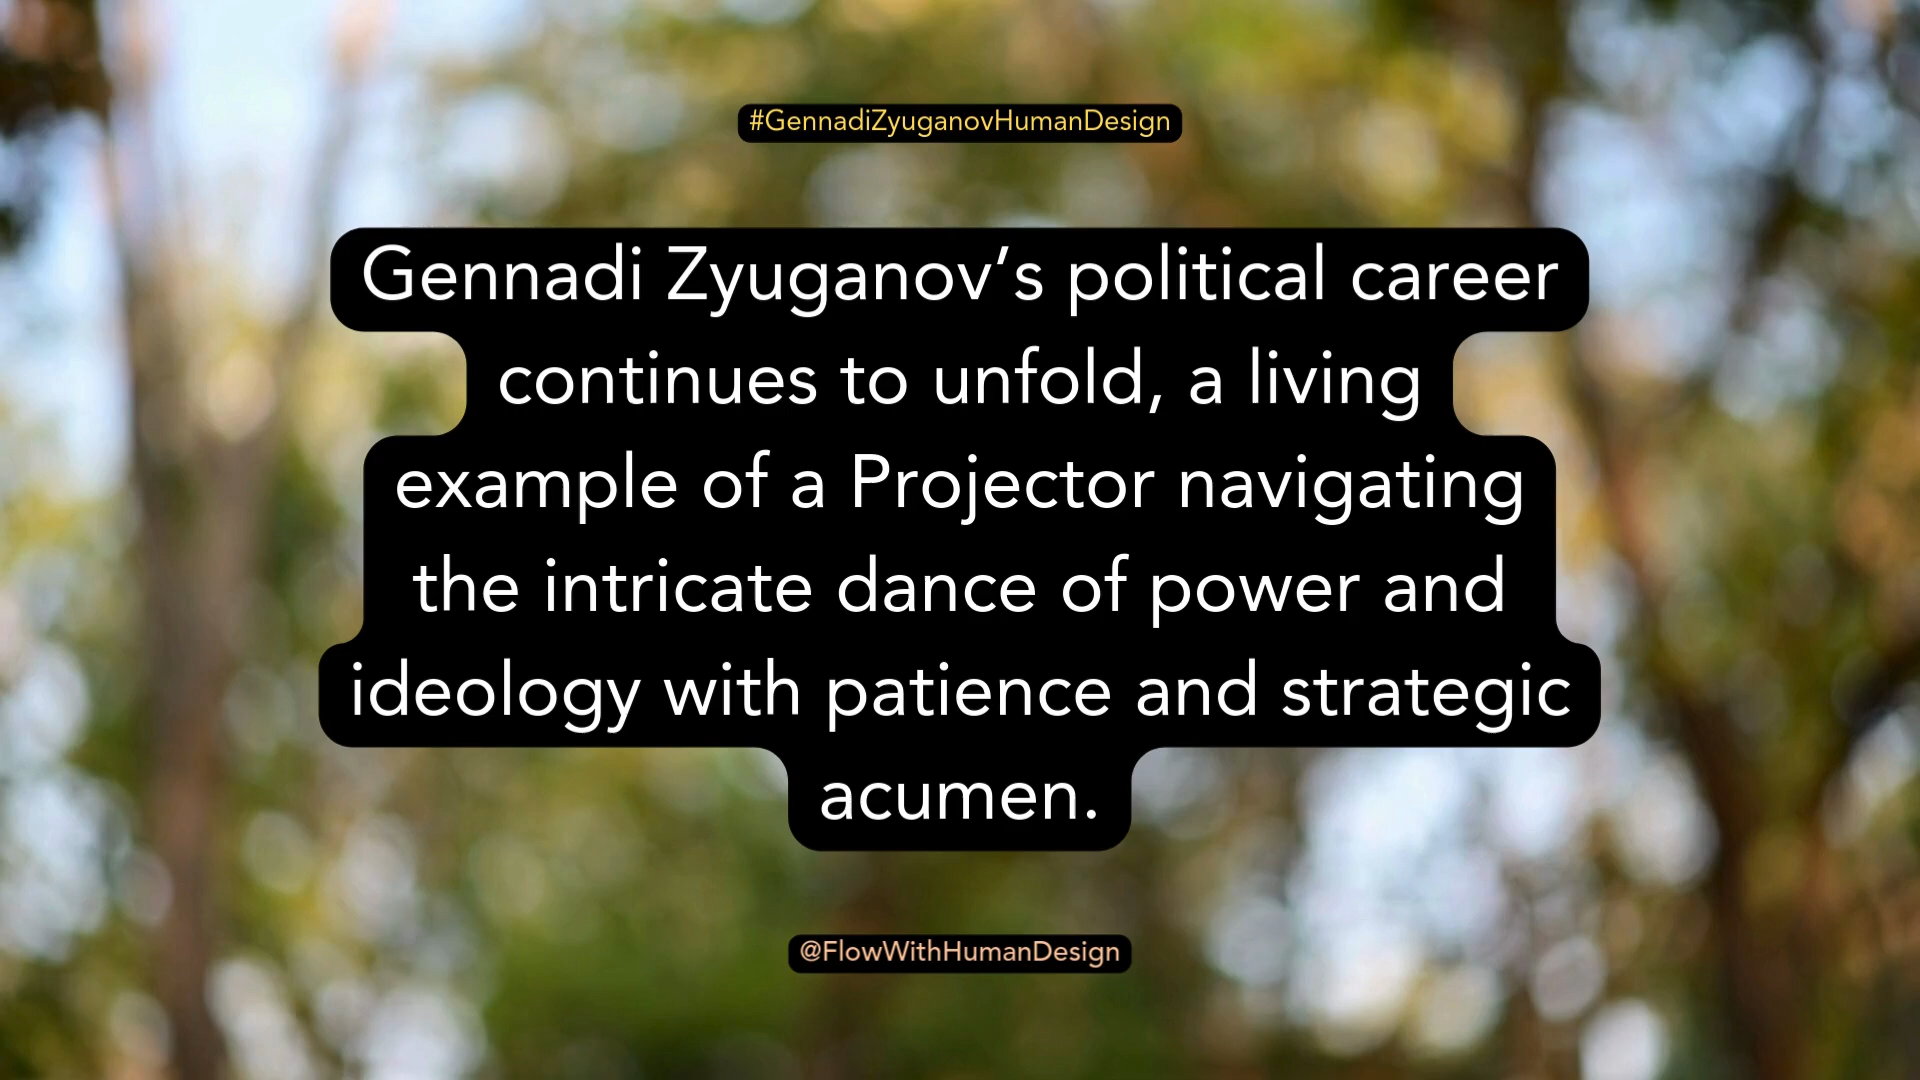 #GennadiZyuganovHumanDesign
Gennadi Zyuganov’s political career
continues to unfold, a living
example of a Projector navigating
the intricate dance of power and
ideology with patience and strategic
acumen.
@FlowWithHumanDesign